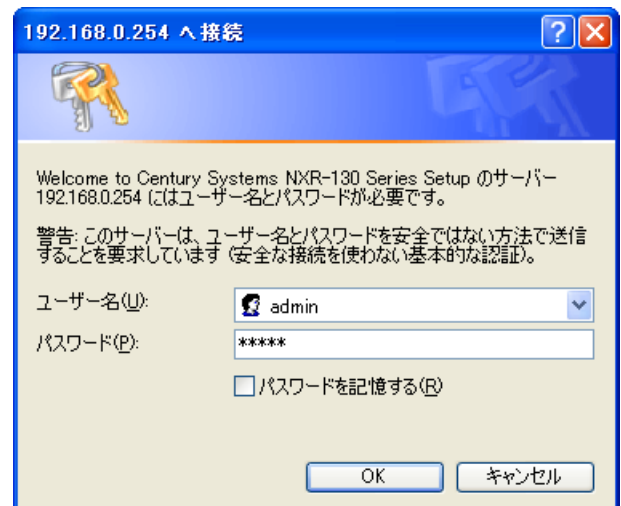 192.168.0.254 へ接続
Welcome to Century Systems NXR-130 Series Setup のサーバー
192.168.0.254 にはユーザー名とパスワードが必要です。
警告: このサーバーは、ユーザー名とパスワードを安全ではない方法で送信
することを要求しています (安全な接続を使わない基本的な認証)。
ユーザー名(U):
admin
パスワード(P):
*****
パスワードを記憶する(R)
OK
キャンセル